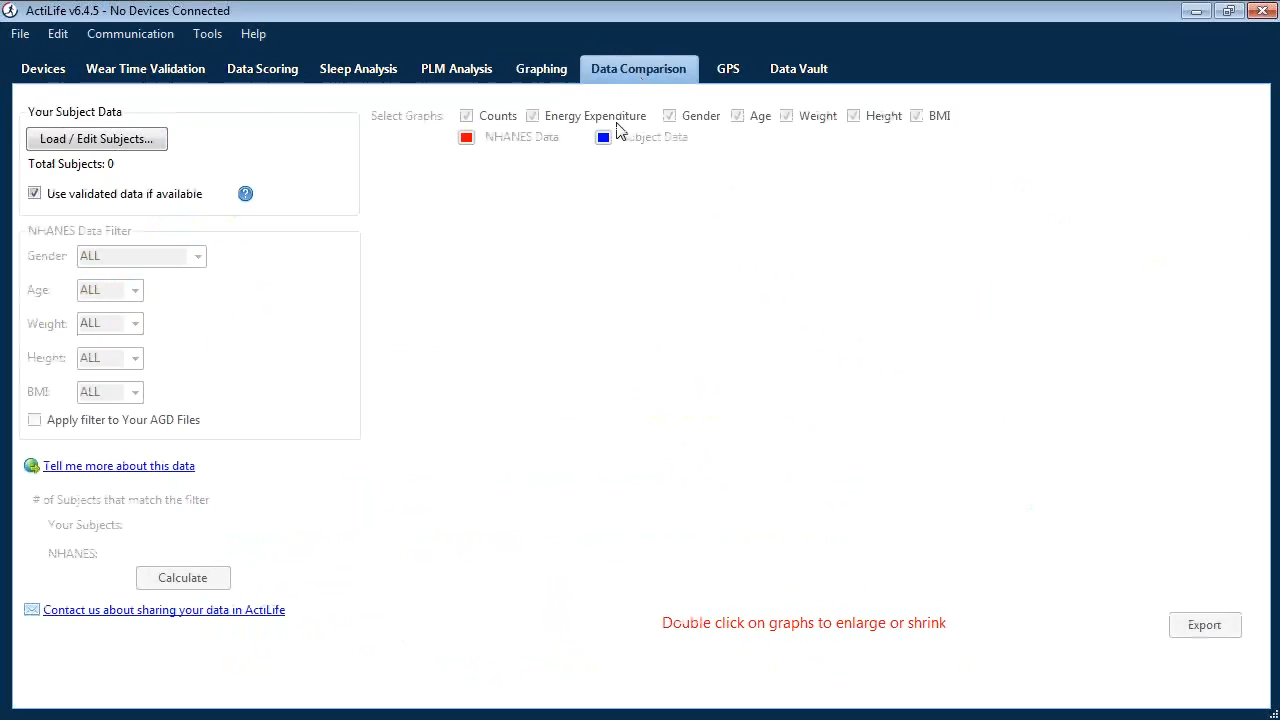 ActiLife v6.4.5 - No Devices Connected
File Edit Communication Tools Help
Devices Wear Time Validation Data Scoring Sleep Analysis PLM Analysis Graphing Data Comparison GPS Data Vault
Your Subject Data
Load / Edit Subjects...
Total Subjects: 0
Use validated data if available
Select Graphs Counts Energy Expenditure Gender Age Weight Height BMI
NHANES Data Subject Data
NHANES Data Filter
Gender: ALL
Age: ALL
Weight: ALL
Height: ALL
BMI: ALL
Apply filter to Your AGD Files
Tell me more about this data
# of Subjects that match the filter
Your Subjects:
NHANES:
Calculate
Contact us about sharing your data in ActiLife
Double click on graphs to enlarge or shrink
Export